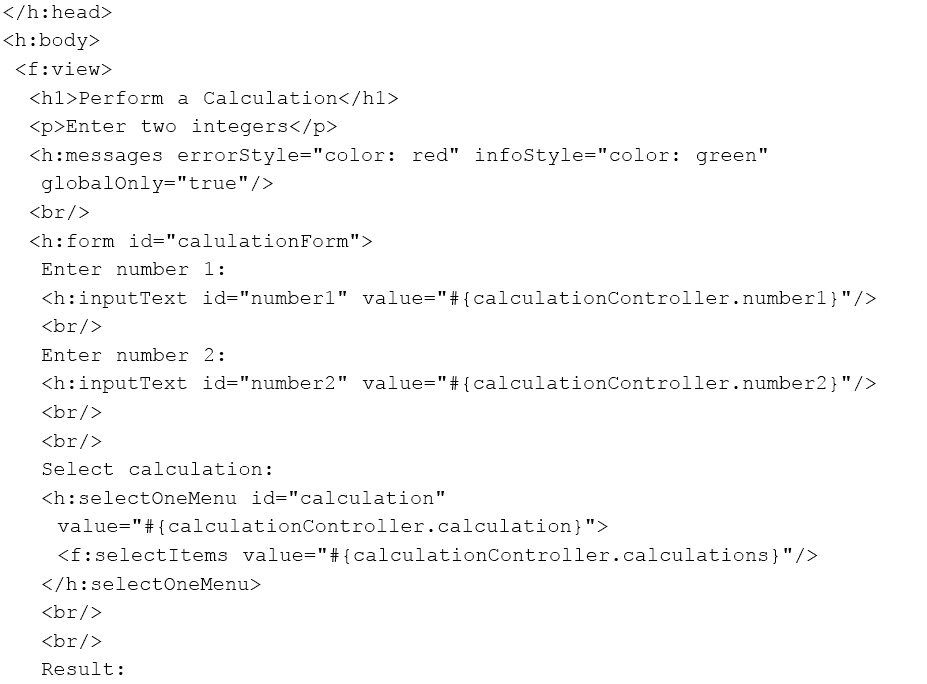 </h:head>
<h:body>
<f:view>
<h1>Perform a Calculation</h1>
<p>Enter two integers</p>
<h:messages errorStyle="color: red" infoStyle="color: green"
globalOnly="true"/>
<br/>
<h:form id="calulationForm">
Enter number 1:
<h:inputText id="number1" value="#{calculationController.number1}"/>
<br/>
Enter number 2:
<h:inputText id="number2" value="#{calculationController.number2}"/>
<br/>
<br/>
Select calculation:
<h:selectOneMenu id="calculation"
value="#{calculationController.calculation}">
<f:selectItems value="#{calculationController.calculations}"/>
</h:selectOneMenu>
<br/>
<br/>
Result: